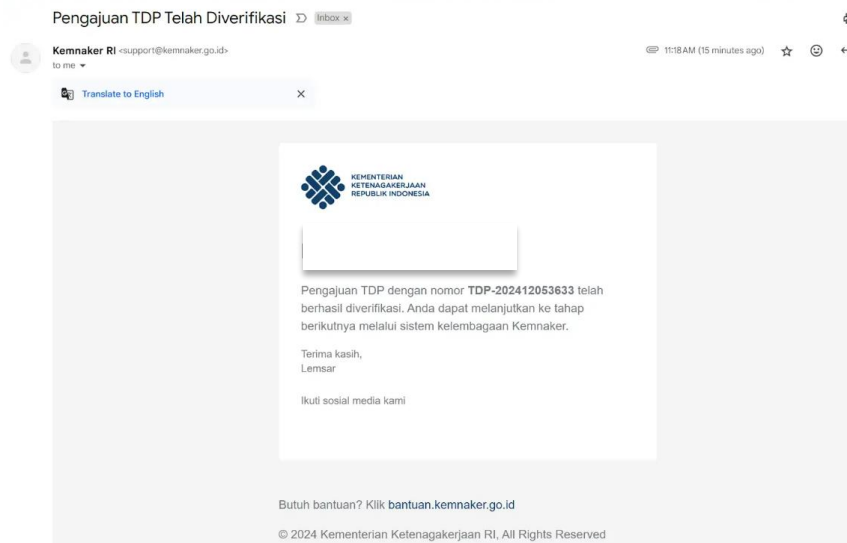 Pengajuan TDP Telah Diverifikasi Inbox x
Kemnaker RI <support@kemnaker.go.id> 11:18 AM (15 minutes ago)
to me
Translate to English
KEMENTERIAN
KETENAGAKERJAAN
REPUBLIK INDONESIA
Pengajuan TDP dengan nomor TDP-202412053633 telah
berhasil diverifikasi. Anda dapat melanjutkan ke tahap
berikutnya melalui sistem kelembagaan Kemnaker.
Terima kasih,
Lemsar
Ikuti sosial media kami
Butuh bantuan? Klik bantuan.kemnaker.go.id
© 2024 Kementerian Ketenagakerjaan RI, All Rights Reserved